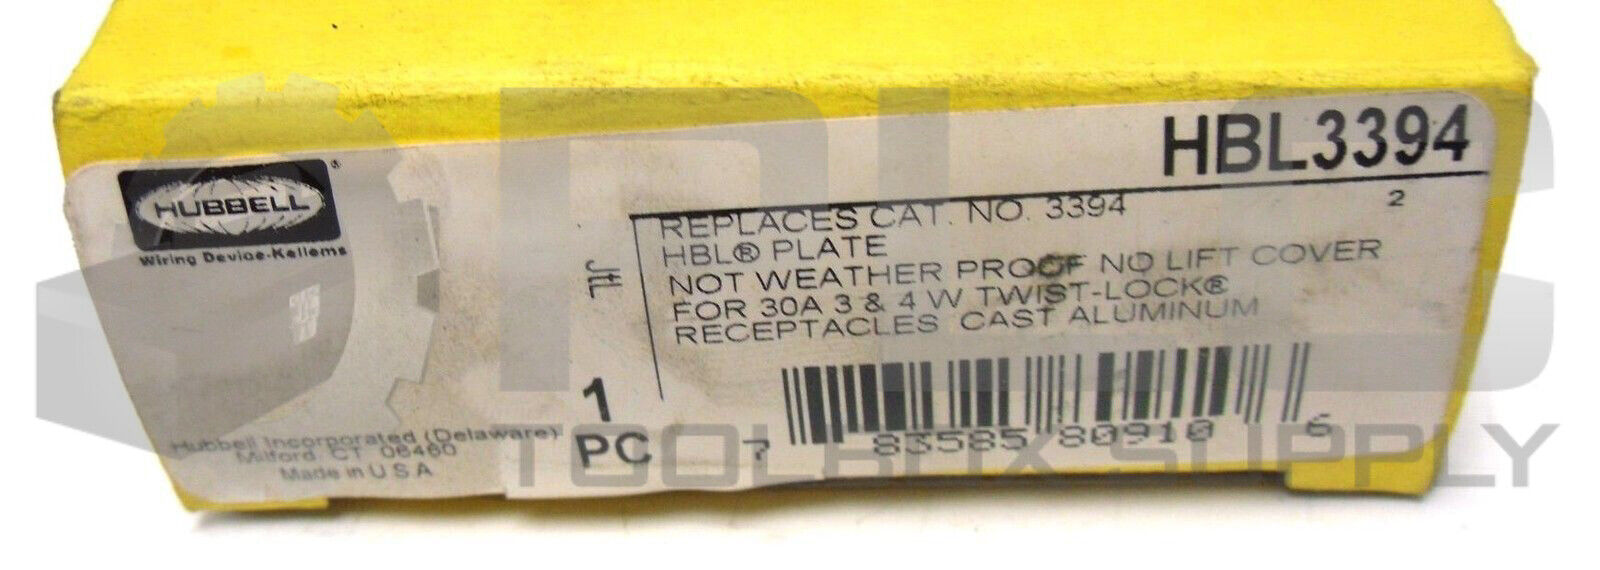 HBL3394
2
HUBBELL®
Wiring Device-Kellems
REPLACES CAT. NO. 3394
HBL® PLATE
NOT WEATHER PROOF NO LIFT COVER
FOR 30A 3 & 4 W TWIST-LOCK®
RECEPTACLES CAST ALUMINUM
1
PC
7 83585 80910 6
Hubbell Incorporated (Delaware)
Milford CT 06460
Made in U S A
DLS
TOOLBOX SUPPLY